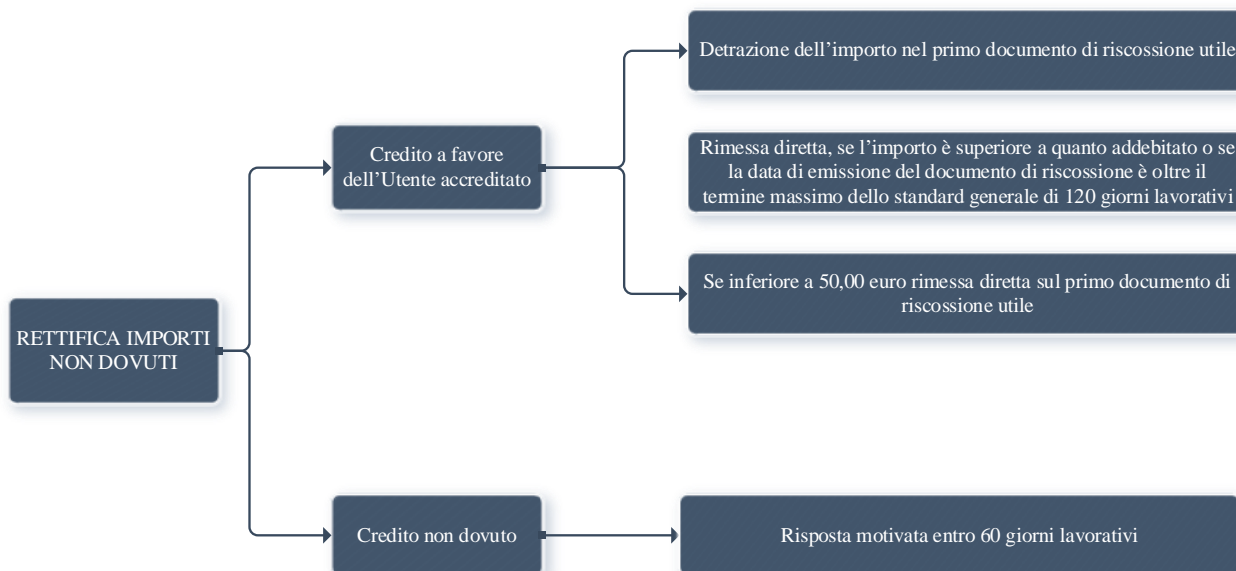 Detrazione dell’importo nel primo documento di riscossione utile
Credito a favore
dell’Utente accreditato
Rimessa diretta, se l’importo è superiore a quanto addebitato o se
la data di emissione del documento di riscossione è oltre il
termine massimo dello standard generale di 120 giorni lavorativi
Se inferiore a 50,00 euro rimessa diretta sul primo documento di
riscossione utile
RETTIFICA IMPORTI
NON DOVUTI
Credito non dovuto
Risposta motivata entro 60 giorni lavorativi